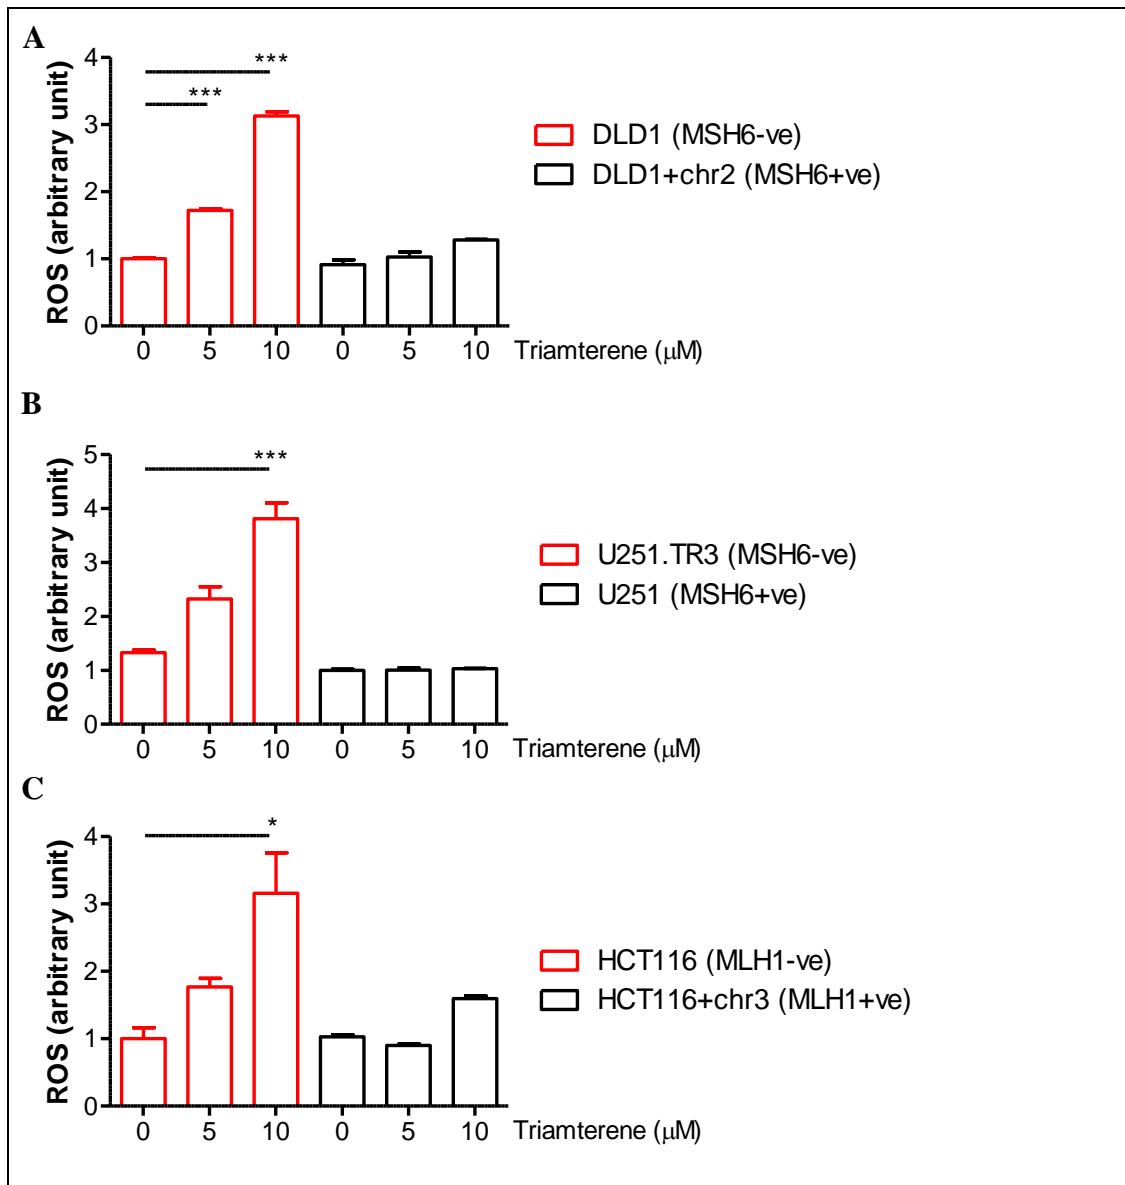 A
ROS (arbitrary unit)
4
3
2
1
0
***
***
0 5 10 0 5 10 Triamterene (μM)
DLD1 (MSH6-ve)
DLD1+chr2 (MSH6+ve)
B
ROS (arbitrary unit)
5
4
3
2
1
0
***
0 5 10 0 5 10 Triamterene (μM)
U251.TR3 (MSH6-ve)
U251 (MSH6+ve)
C
ROS (arbitrary unit)
4
3
2
1
0
*
0 5 10 0 5 10 Triamterene (μM)
HCT116 (MLH1-ve)
HCT116+chr3 (MLH1+ve)